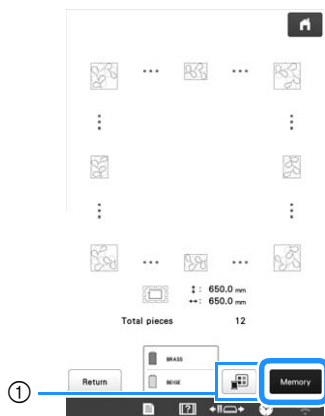 ↕: 650.0 mm
↔: 650.0 mm
Total pieces 12
BRASS
BEIGE
Return
Memory
①